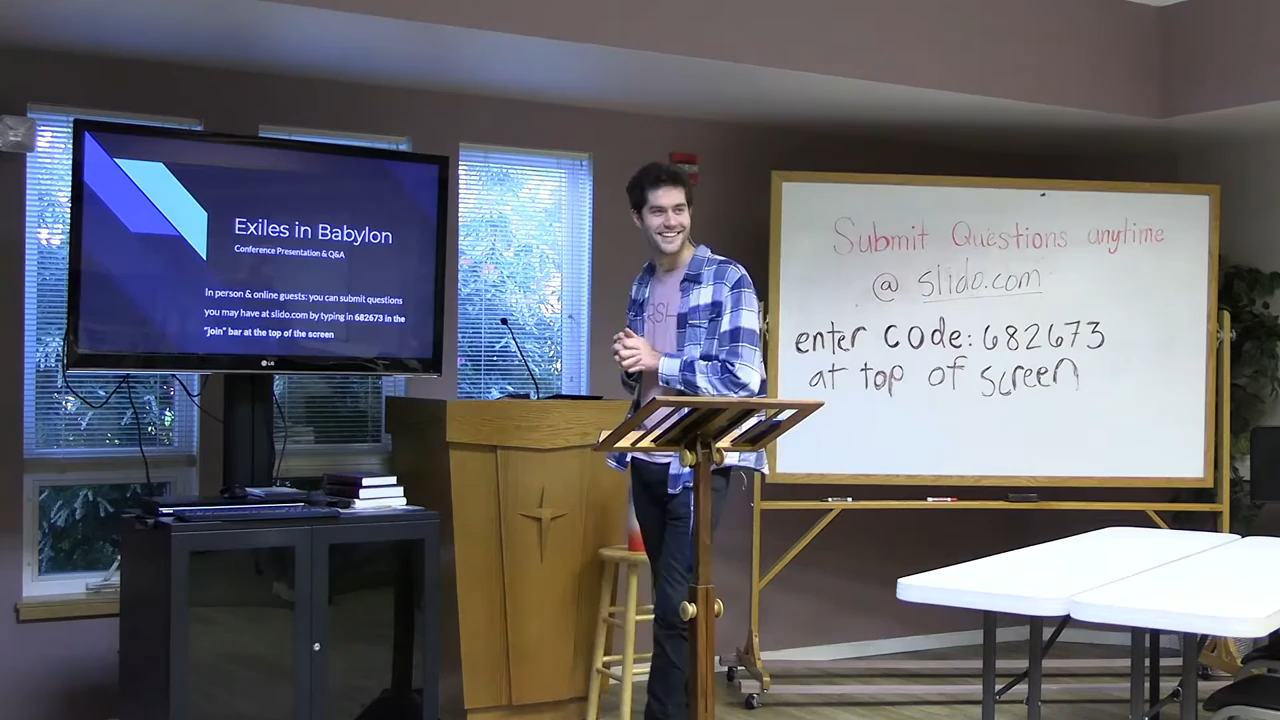 Exiles in Babylon
Conference Presentation & Q&A
In person & online guests: you can submit questions
you may have at slido.com by typing in 682673 in the
"join" bar at the top of the screen
LG
Submit Questions anytime
@ slido.com
enter code: 682673
at top of screen